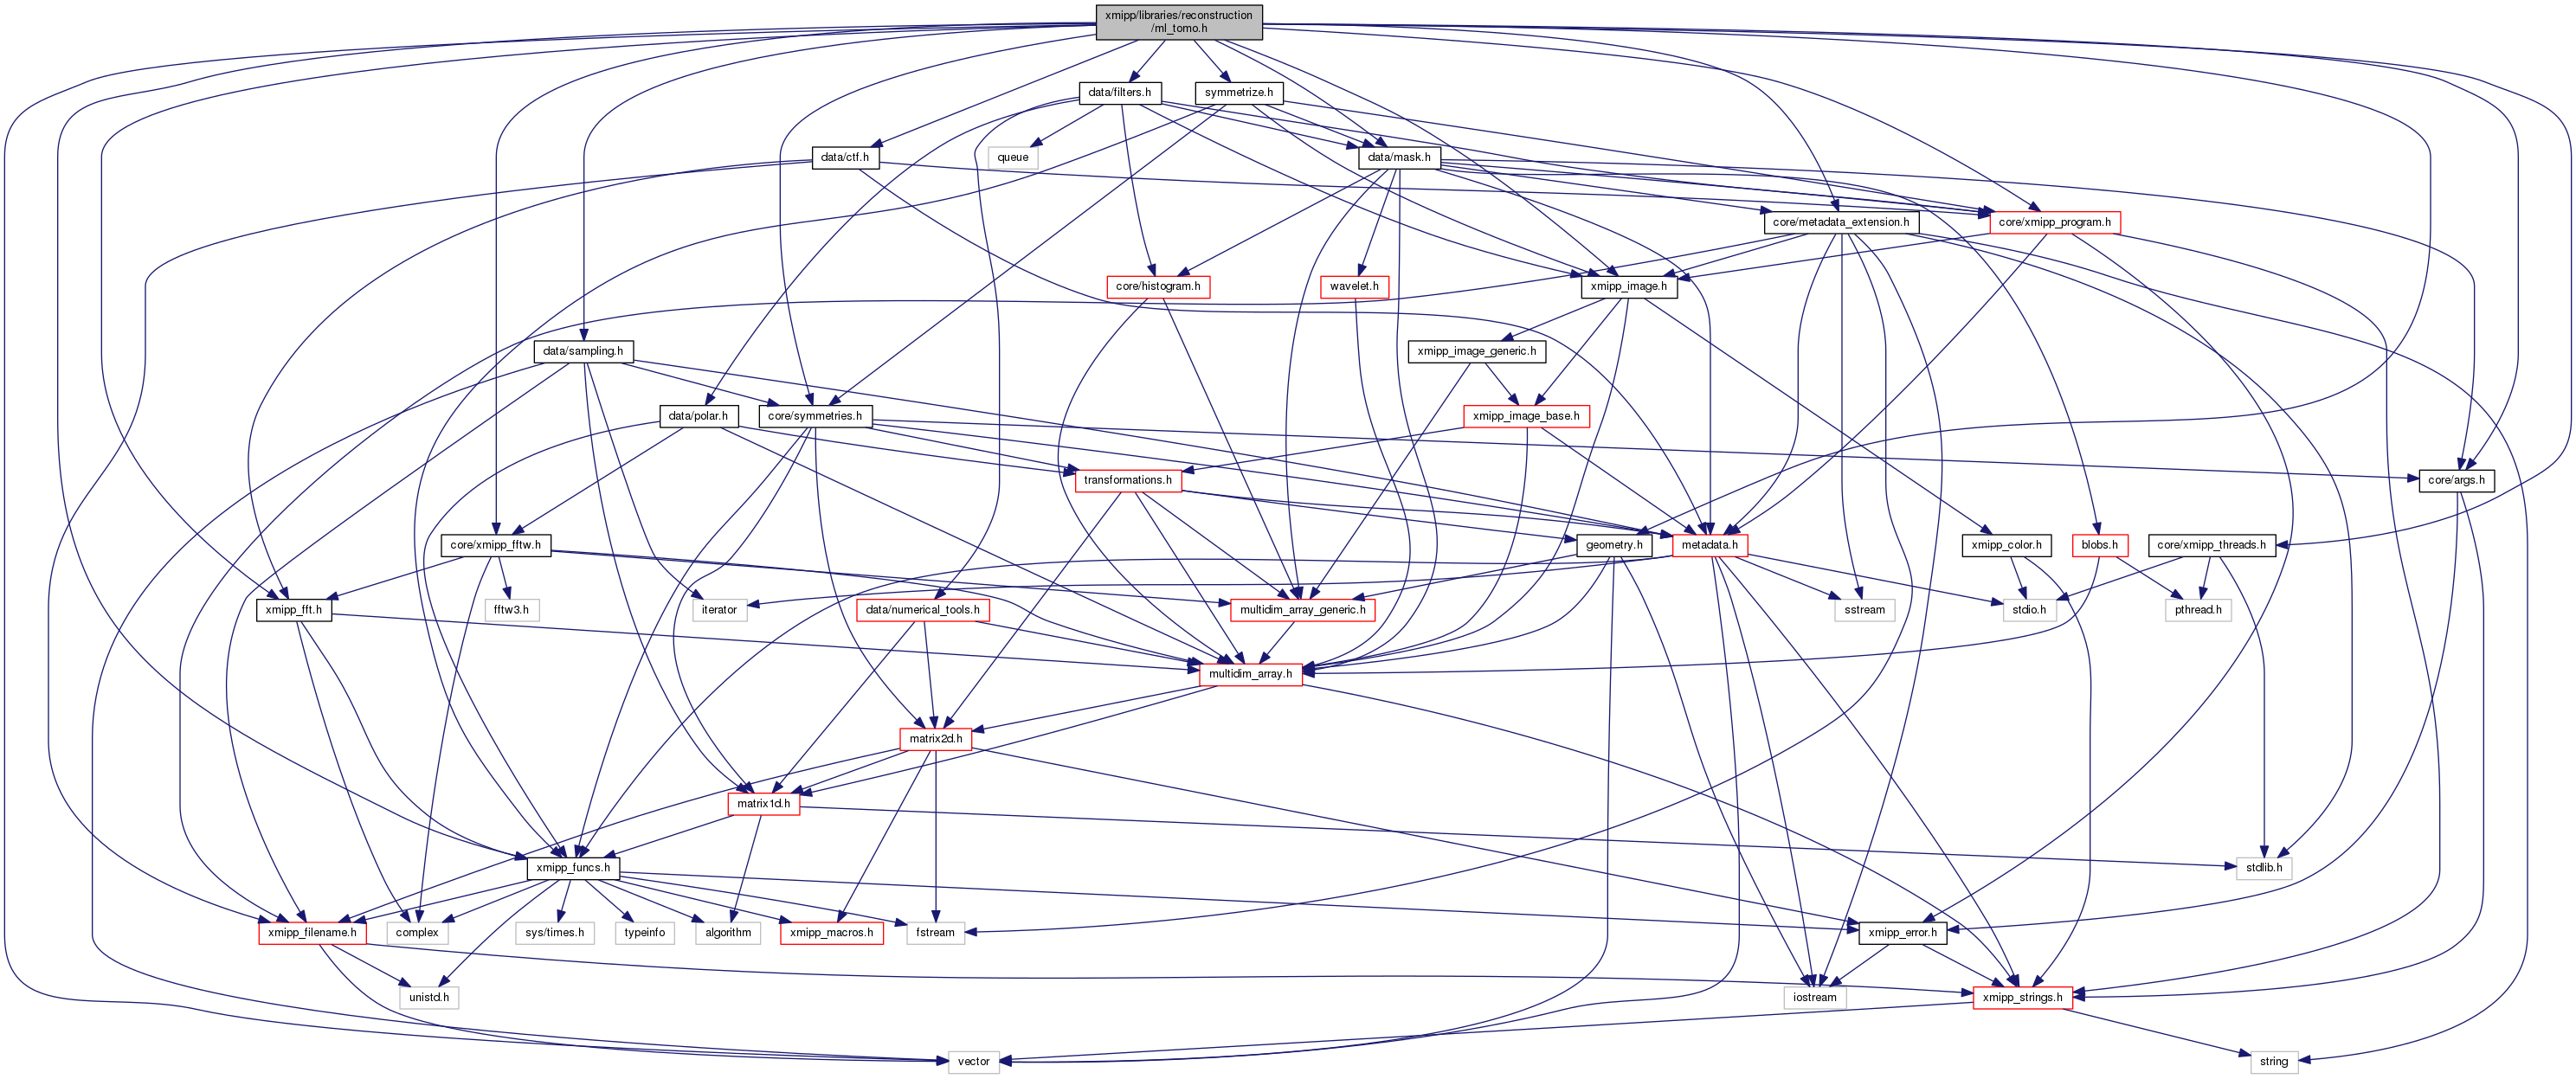 xmipp/libraries/reconstruction
/ml_tomo.h
data/filters.h
symmetrize.h
data/ctf.h
queue
data/mask.h
core/metadata_extension.h
core/xmipp_program.h
core/histogram.h
wavelet.h
xmipp_image.h
data/sampling.h
xmipp_image_generic.h
data/polar.h
core/symmetries.h
xmipp_image_base.h
transformations.h
core/args.h
core/xmipp_fftw.h
geometry.h
metadata.h
xmipp_color.h
blobs.h
core/xmipp_threads.h
xmipp_fft.h
fftw3.h
iterator
data/numerical_tools.h
multidim_array_generic.h
sstream
stdio.h
pthread.h
multidim_array.h
matrix2d.h
matrix1d.h
xmipp_funcs.h
stdlib.h
xmipp_filename.h
complex
sys/times.h
typeinfo
algorithm
xmipp_macros.h
fstream
xmipp_error.h
unistd.h
iostream
xmipp_strings.h
vector
string